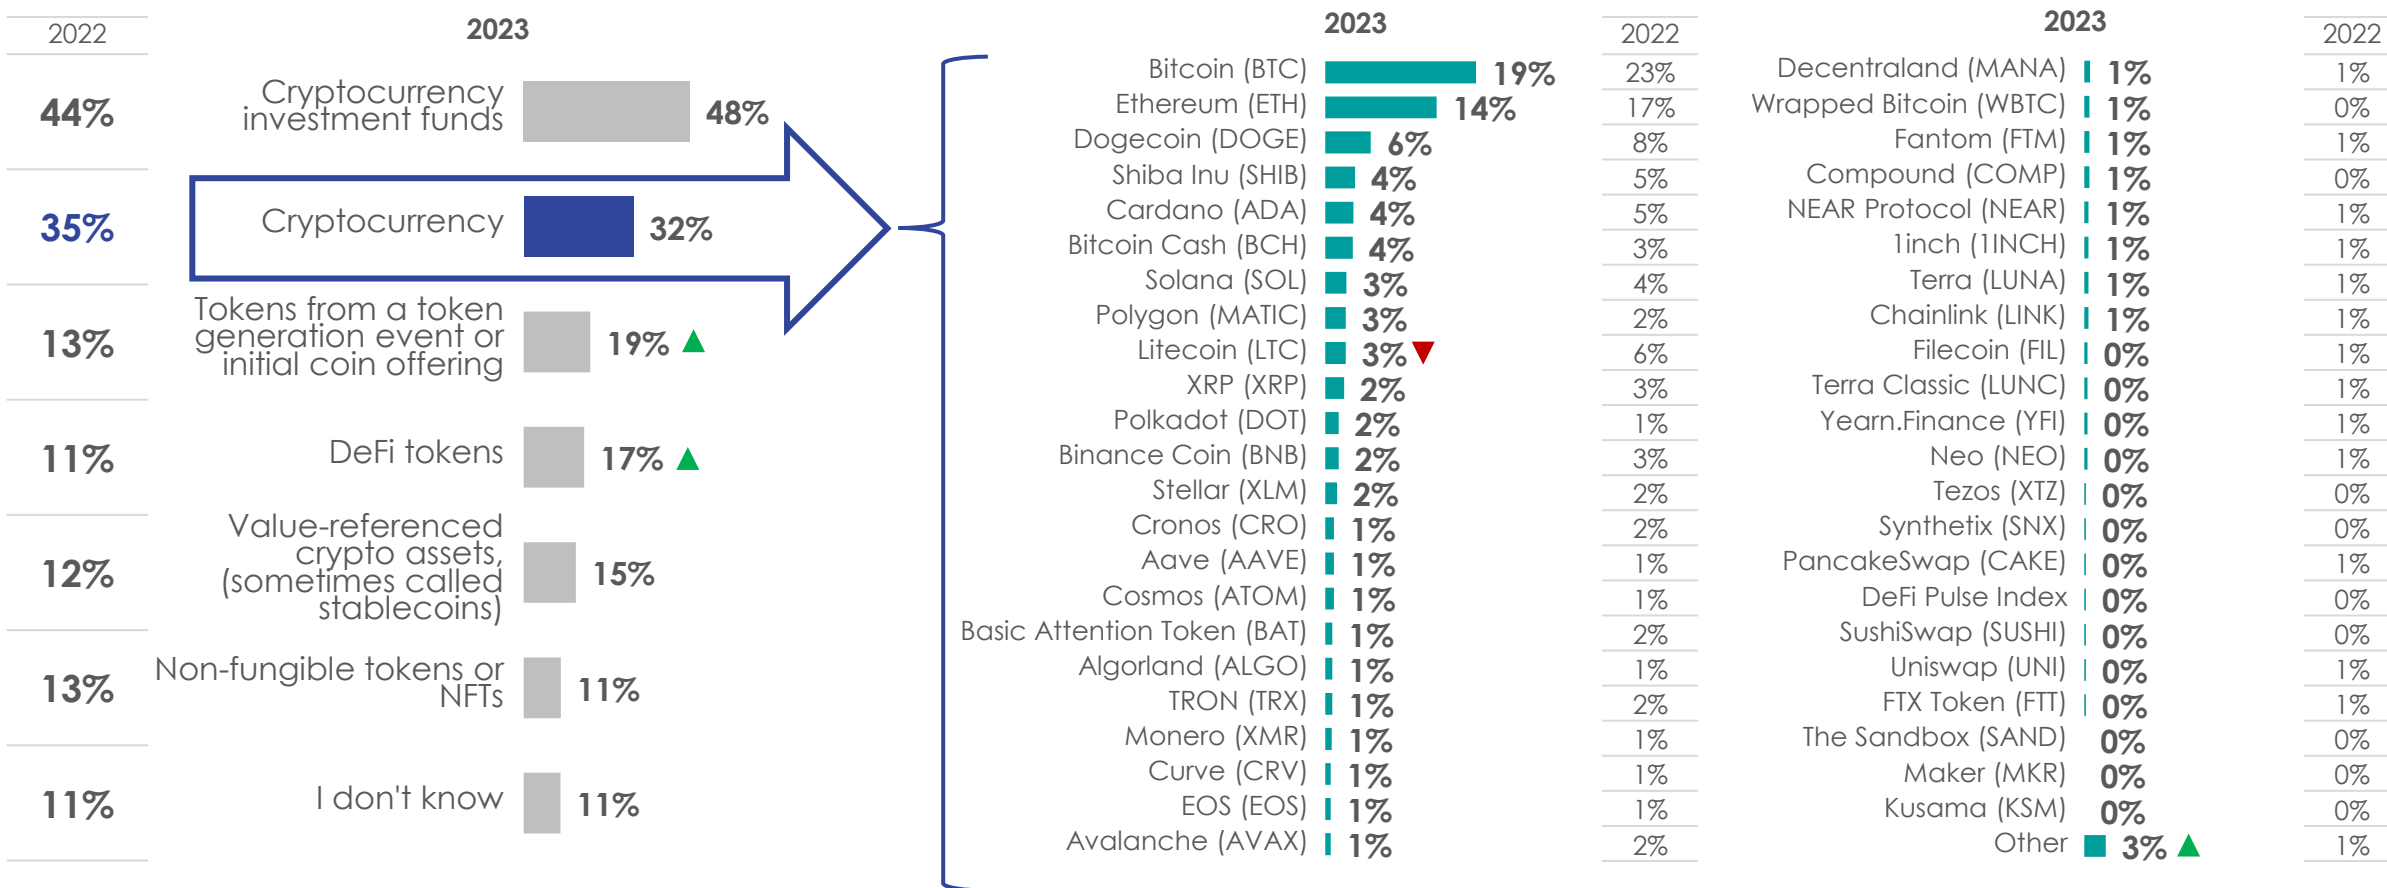 2022
2023
44%
Cryptocurrency
investment funds
48%
35%
Cryptocurrency
32%
13%
Tokens from a token
generation event or
initial coin offering
19%
11%
DeFi tokens
17%
12%
Value-referenced
crypto assets,
(sometimes called
stablecoins)
15%
13%
Non-fungible tokens or
NFTs
11%
11%
I don't know
11%
2023
2022
Bitcoin (BTC) 19% 23%
Ethereum (ETH) 14% 17%
Dogecoin (DOGE) 6% 8%
Shiba Inu (SHIB) 4% 5%
Cardano (ADA) 4% 5%
Bitcoin Cash (BCH) 4% 3%
Solana (SOL) 3% 4%
Polygon (MATIC) 3% 2%
Litecoin (LTC) 3% 6%
XRP (XRP) 2% 3%
Polkadot (DOT) 2% 1%
Binance Coin (BNB) 2% 3%
Stellar (XLM) 2% 2%
Cronos (CRO) 1% 2%
Aave (AAVE) 1% 1%
Cosmos (ATOM) 1% 1%
Basic Attention Token (BAT) 1% 2%
Algorland (ALGO) 1% 1%
TRON (TRX) 1% 2%
Monero (XMR) 1% 1%
Curve (CRV) 1% 1%
EOS (EOS) 1% 1%
Avalanche (AVAX) 1% 2%
2023
2022
Decentraland (MANA) 1% 1%
Wrapped Bitcoin (WBTC) 1% 0%
Fantom (FTM) 1% 1%
Compound (COMP) 1% 0%
NEAR Protocol (NEAR) 1% 1%
1inch (1INCH) 1% 1%
Terra (LUNA) 1% 1%
Chainlink (LINK) 1% 1%
Filecoin (FIL) 0% 1%
Terra Classic (LUNC) 0% 1%
Yearn.Finance (YFI) 0% 1%
Neo (NEO) 0% 1%
Tezos (XTZ) 0% 0%
Synthetix (SNX) 0% 0%
PancakeSwap (CAKE) 0% 1%
DeFi Pulse Index 0% 0%
SushiSwap (SUSHI) 0% 0%
Uniswap (UNI) 0% 1%
FTX Token (FTT) 0% 1%
The Sandbox (SAND) 0% 0%
Maker (MKR) 0% 0%
Kusama (KSM) 0% 0%
Other 3% 1%